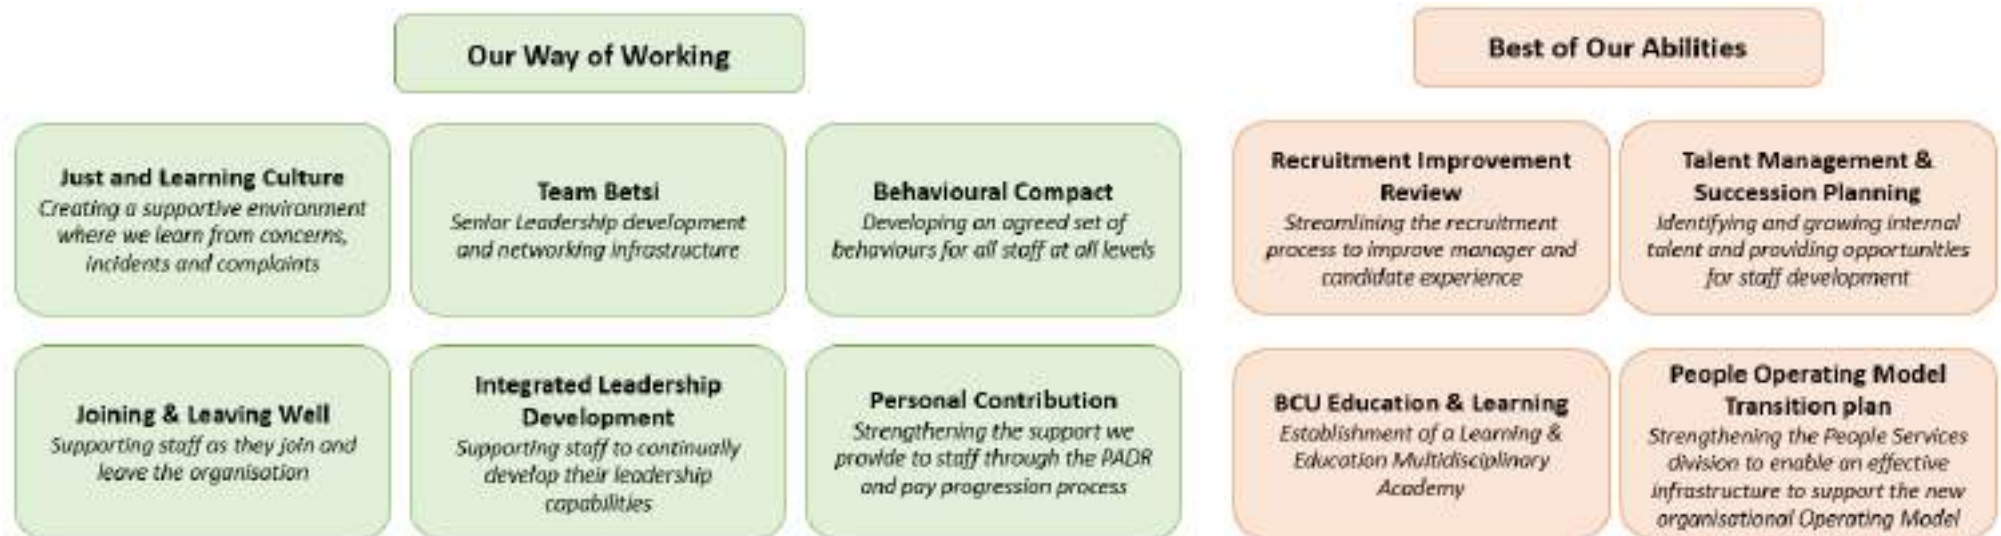 Our Way of Working
Just and Learning Culture
Creating a supportive environment
where we learn from concerns,
incidents and complaints
Team Betsi
Senior Leadership development
and networking infrastructure
Behavioural Compact
Developing an agreed set of
behaviours for all staff at all levels
Joining & Leaving Well
Supporting staff as they join and
leave the organisation
Integrated Leadership
Development
Supporting staff to continually
develop their leadership
capabilities
Personal Contribution
Strengthening the support we
provide to staff through the PADR
and pay progression process
Best of Our Abilities
Recruitment Improvement
Review
Streamlining the recruitment
process to improve manager and
candidate experience
Talent Management &
Succession Planning
Identifying and growing internal
talent and providing opportunities
for staff development
BCU Education & Learning
Establishment of a Learning &
Education Multidisciplinary
Academy
People Operating Model
Transition plan
Strengthening the People Services
division to enable an effective
infrastructure to support the new
organisational Operating Model